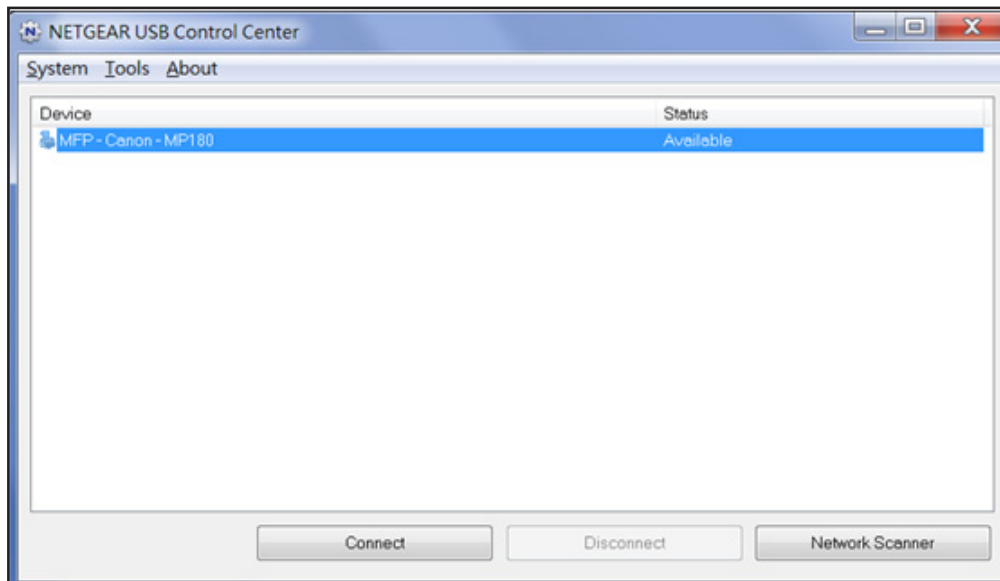 NETGEAR USB Control Center
System Tools About
Device Status
MFP - Canon - MP180 Available
Connect Disconnect Network Scanner